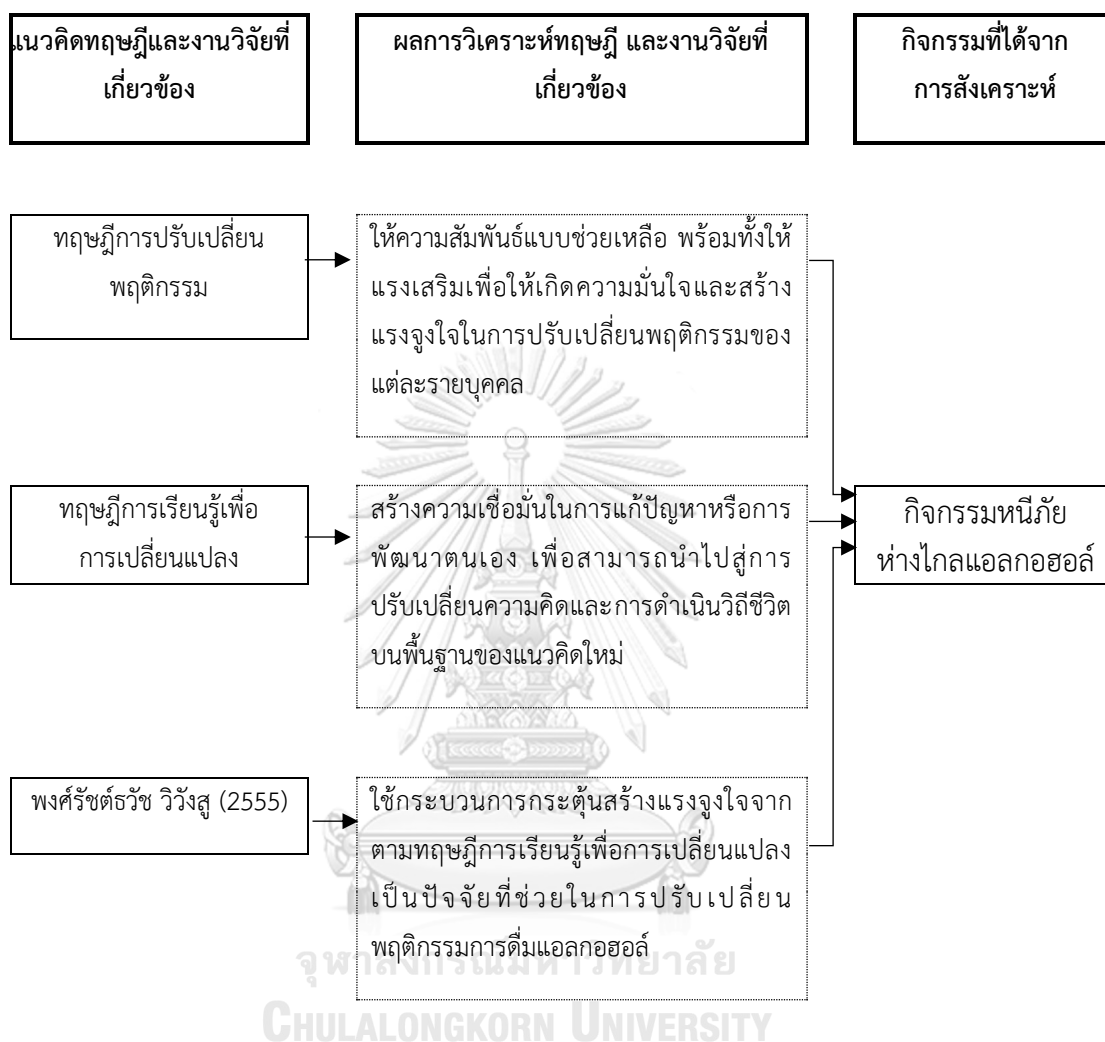 แนวคิดทฤษฎีและงานวิจัยที่
เกี่ยวข้อง
ผลการวิเคราะห์ทฤษฎี และงานวิจัยที่
เกี่ยวข้อง
กิจกรรมที่ได้จาก
การสังเคราะห์
ทฤษฎีการปรับเปลี่ยน
พฤติกรรม
ให้ความสัมพันธ์แบบช่วยเหลือ พร้อมทั้งให้
แรงเสริมเพื่อให้เกิดความมั่นใจและสร้าง
แรงจูงใจในการปรับเปลี่ยนพฤติกรรมของ
แต่ละรายบุคคล
ทฤษฎีการเรียนรู้เพื่อ
การเปลี่ยนแปลง
สร้างความเชื่อมั่นในการแก้ปัญหาหรือการ
พัฒนาตนเอง เพื่อสามารถนำไปสู่การ
ปรับเปลี่ยนความคิดและการดำเนินวิถีชีวิต
บนพื้นฐานของแนวคิดใหม่
กิจกรรมหนีภัย
ห่างไกลแอลกอฮอล์
พงศ์รัชต์ธวัช วิวังสู (2555)
ใช้กระบวนการกระตุ้นสร้างแรงจูงใจจาก
ตามทฤษฎีการเรียนรู้เพื่อการเปลี่ยนแปลง
เป็นปัจจัยที่ช่วยในการปรับเปลี่ยน
พฤติกรรมการดื่มแอลกอฮอล์
จุฬาลงกรณ์มหาวิทยาลัย
CHULALONGKORN UNIVERSITY